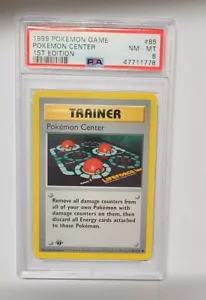 1999 POKEMON GAME #85
POKEMON CENTER NM - MT
1ST EDITION 8
PSA 47711778
TRAINER
Pokémon Center
LIFEFORCE
Remove all damage counters from
all of your own Pokémon with
damage counters on them, then
discard all Energy cards attached
to those Pokémon.